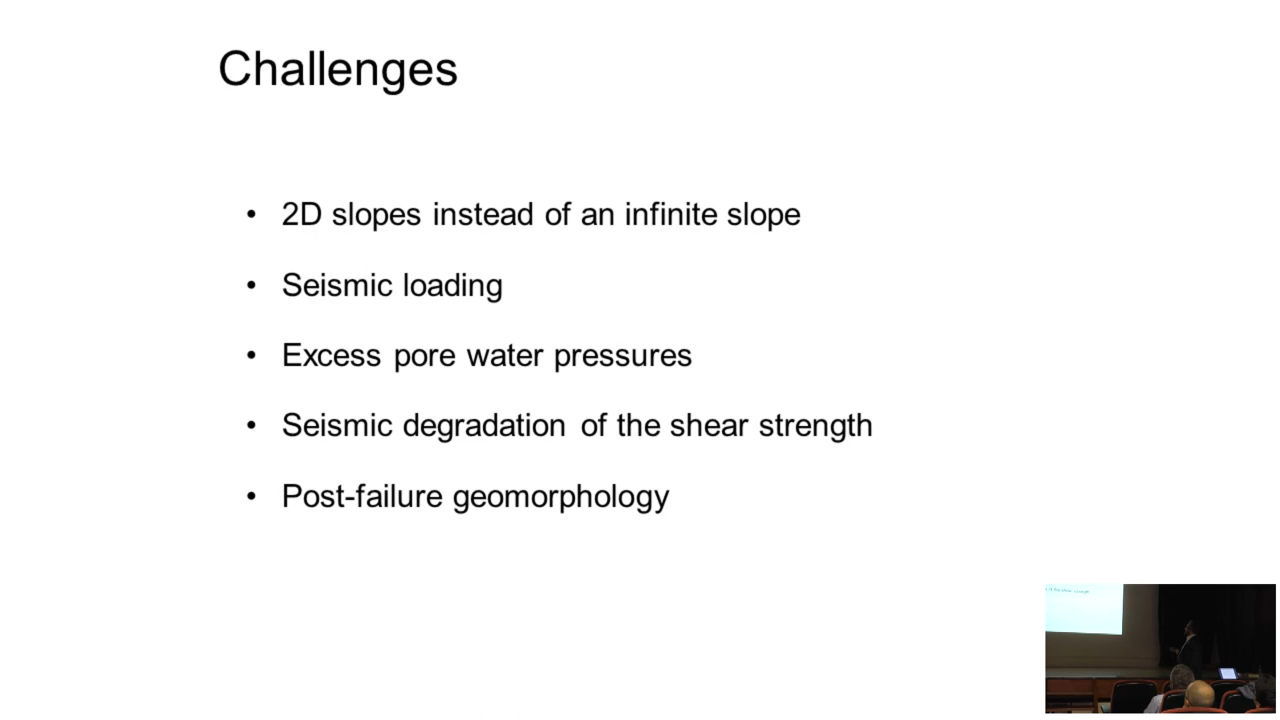 Challenges
• 2D slopes instead of an infinite slope
• Seismic loading
• Excess pore water pressures
• Seismic degradation of the shear strength
• Post-failure geomorphology